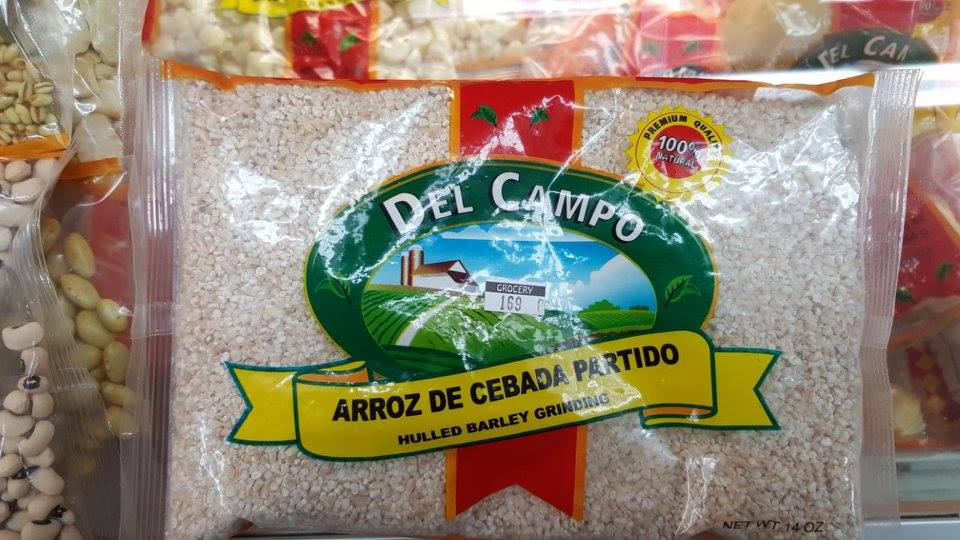 DEL CAMPO
PREMIUM QUALITY
100%
NATURAL
GROCERY
169
ARROZ DE CEBADA PARTIDO
HULLED BARLEY GRINDING
NET WT 14 OZ
DEL CAM